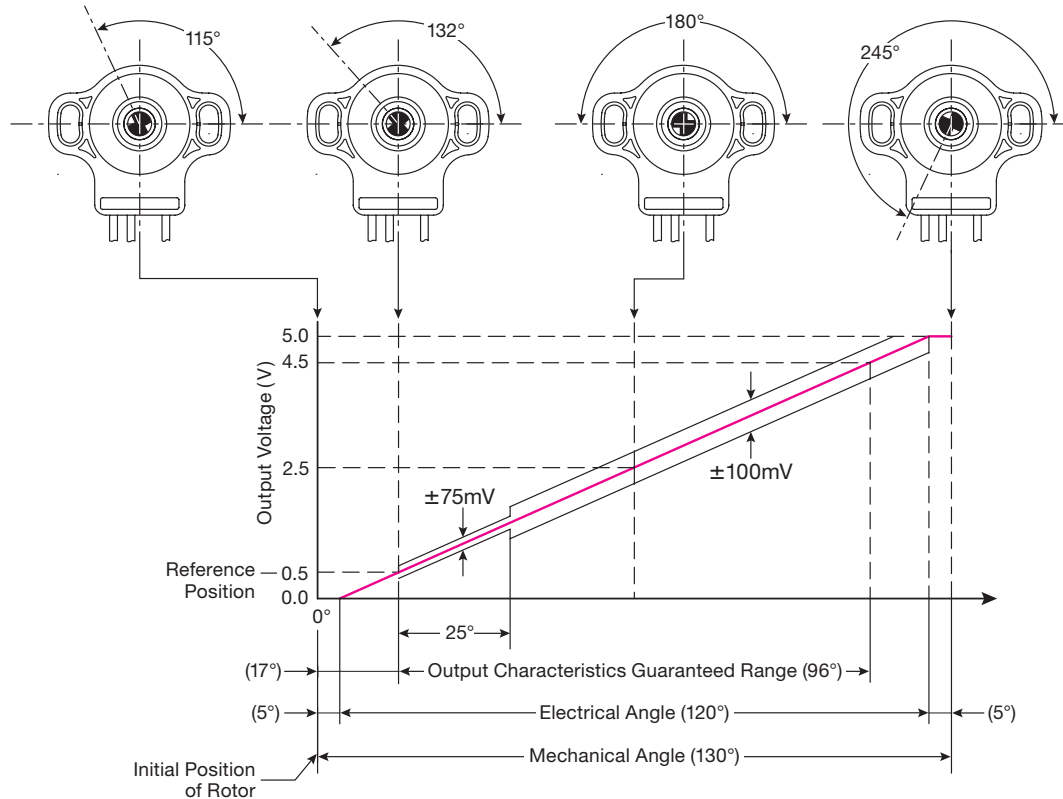 115°
132°
180°
245°
5.0
4.5
Output Voltage (V)
±75mV
±100mV
2.5
Reference
Position
0.5
0.0
0°
25°
(17°)
Output Characteristics Guaranteed Range (96°)
(5°)
Electrical Angle (120°)
(5°)
Mechanical Angle (130°)
Initial Position
of Rotor